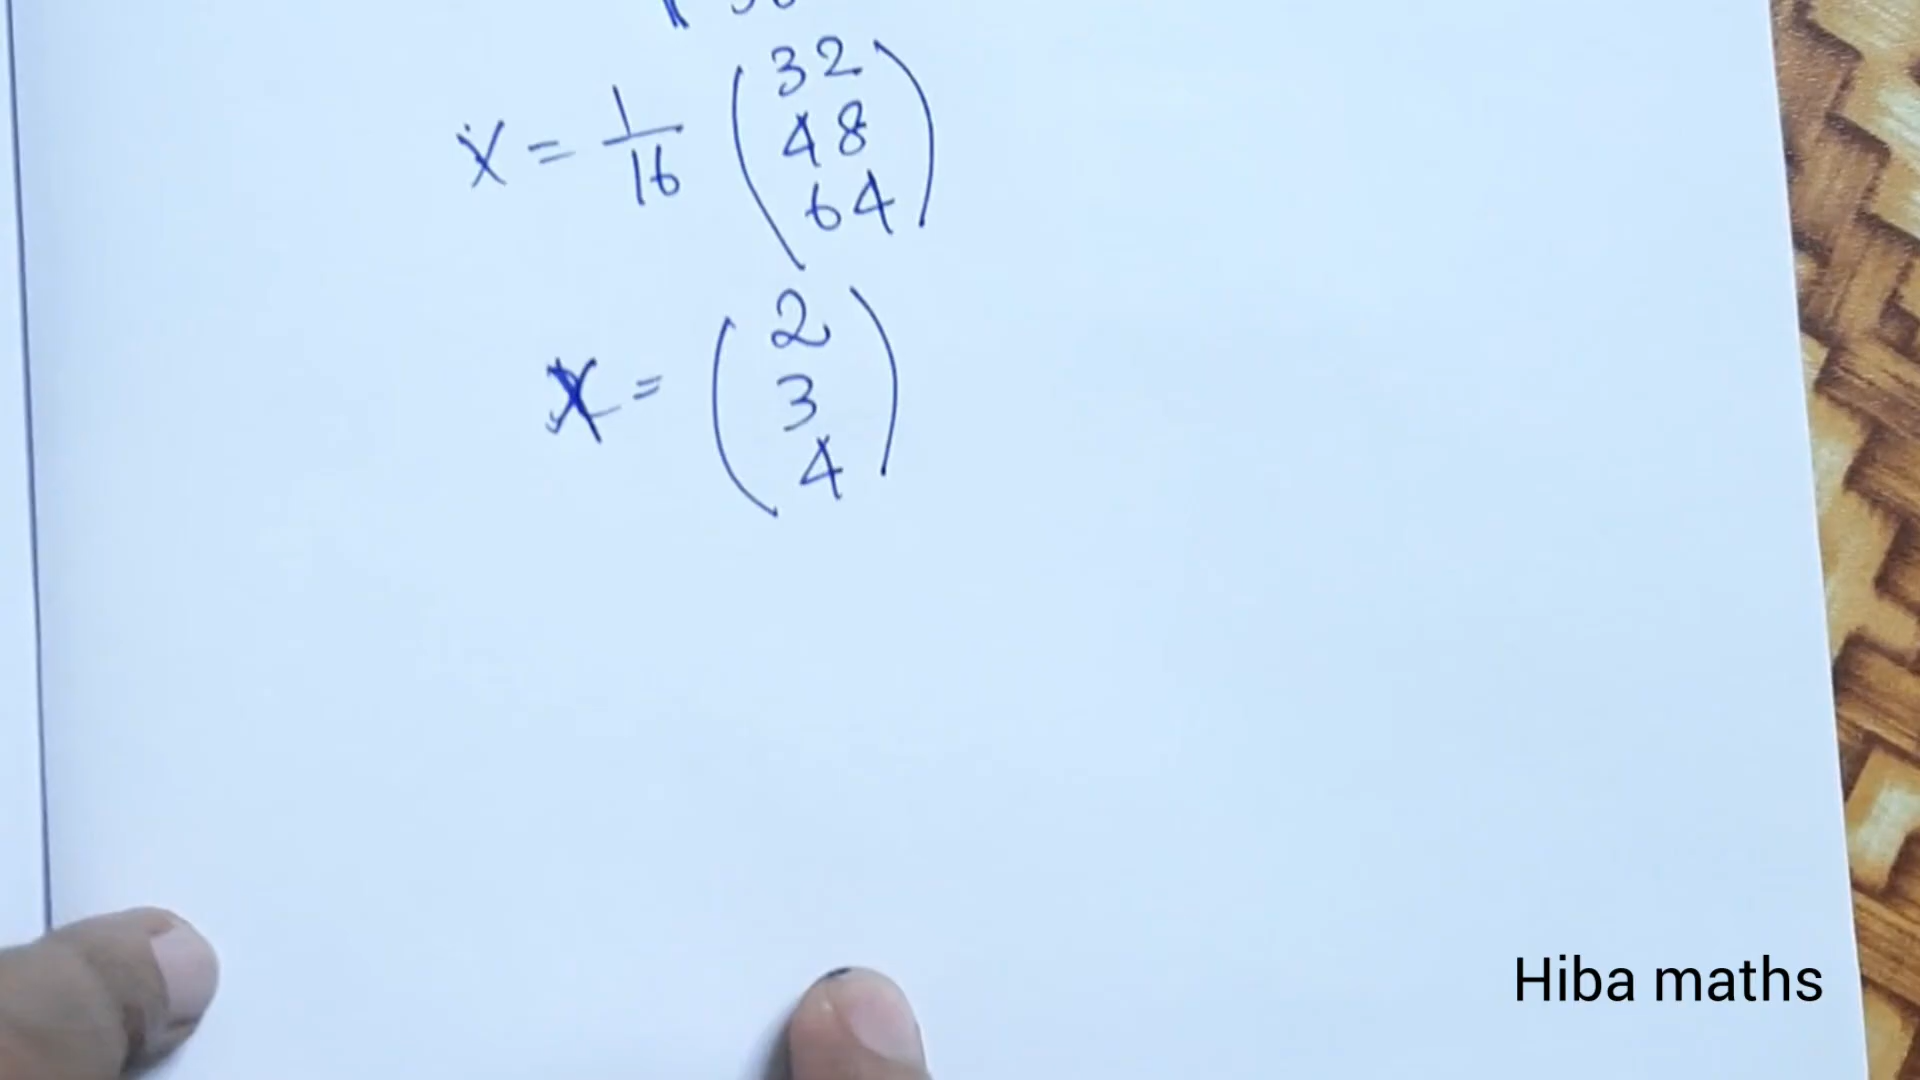 X = 1/16 (32
48
64)
X = (2
3
4)
Hiba maths